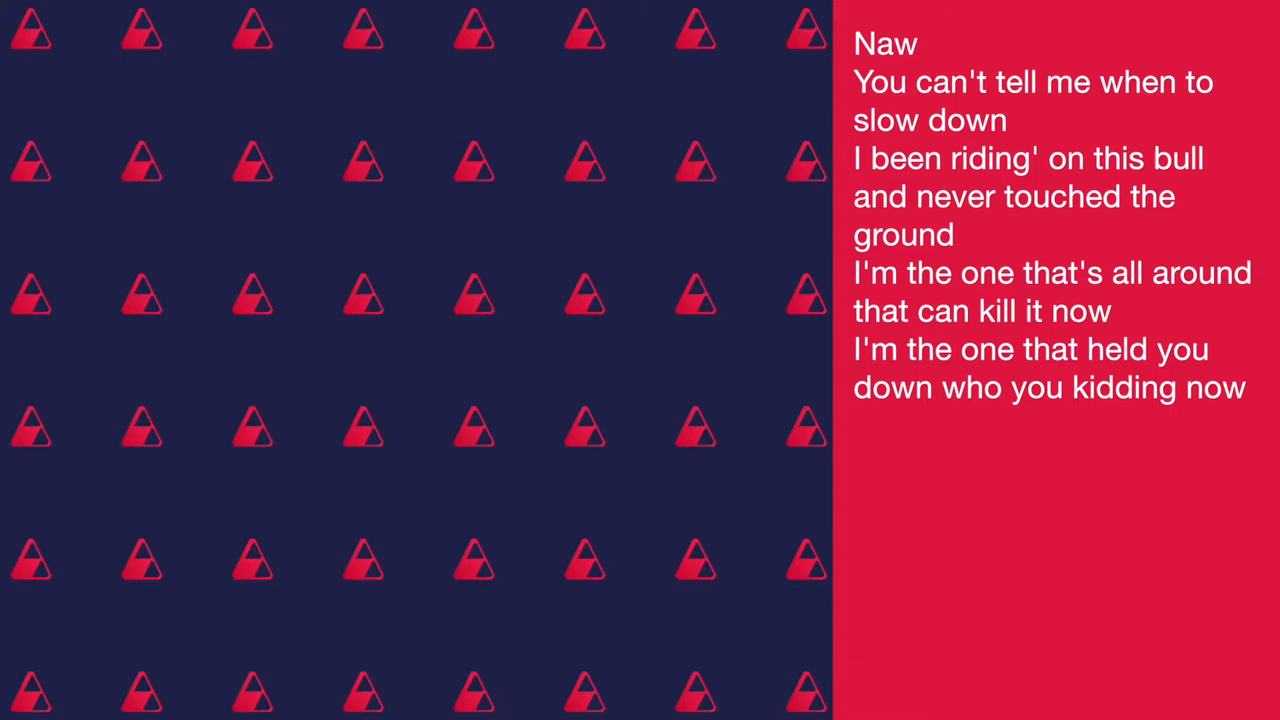 Naw
You can't tell me when to
slow down
I been riding' on this bull
and never touched the
ground
I'm the one that's all around
that can kill it now
I'm the one that held you
down who you kidding now